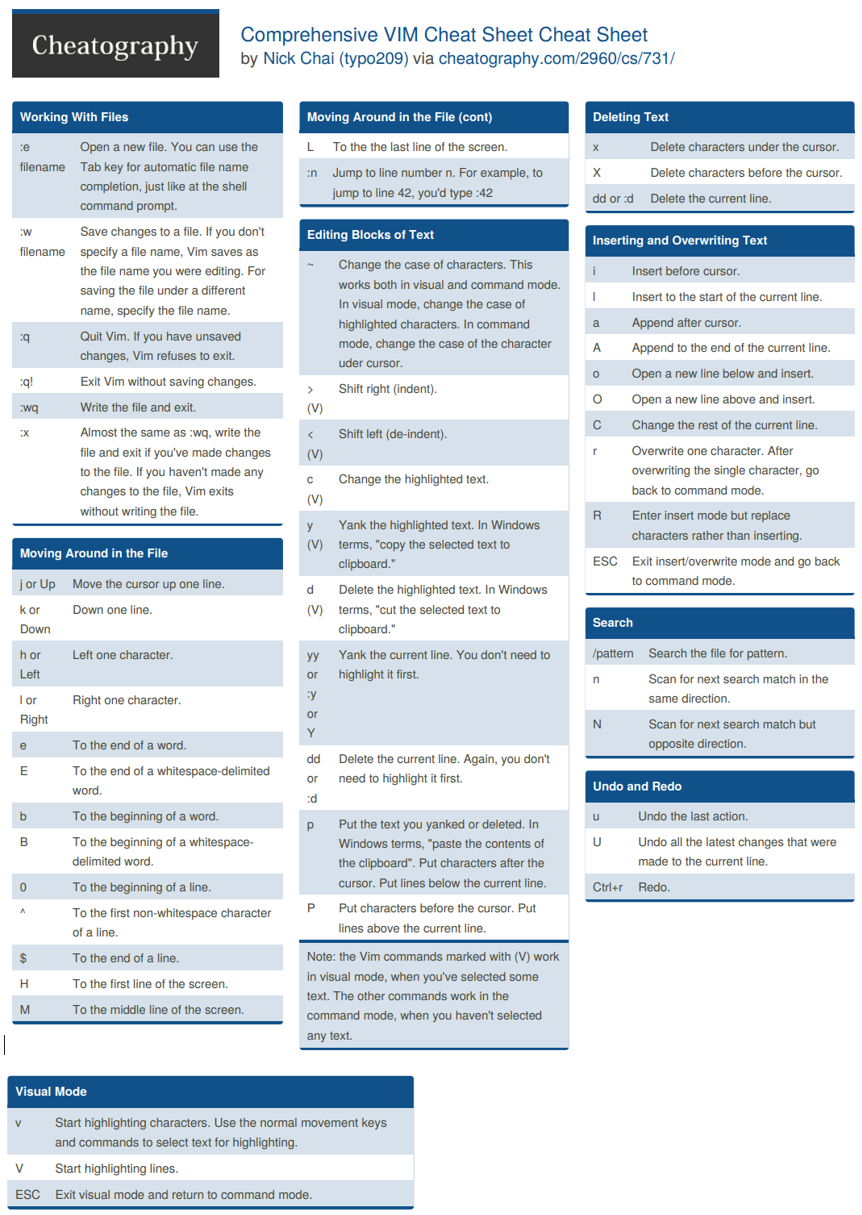 Cheatography
Comprehensive VIM Cheat Sheet Cheat Sheet
by Nick Chai (typo209) via cheatography.com/2960/cs/731/
Working With Files
:e Open a new file. You can use the
filename Tab key for automatic file name
completion, just like at the shell
command prompt.
:w Save changes to a file. If you don't
filename specify a file name, Vim saves as
the file name you were editing. For
saving the file under a different
name, specify the file name.
:q Quit Vim. If you have unsaved
changes, Vim refuses to exit.
:q! Exit Vim without saving changes.
:wq Write the file and exit.
:x Almost the same as :wq, write the
file and exit if you've made changes
to the file. If you haven't made any
changes to the file, Vim exits
without writing the file.
Moving Around in the File
j or Up Move the cursor up one line.
k or Down one line.
Down
h or Left one character.
Left
l or Right one character.
Right
e To the end of a word.
E To the end of a whitespace-delimited
word.
b To the beginning of a word.
B To the beginning of a whitespace-
delimited word.
0 To the beginning of a line.
^ To the first non-whitespace character
of a line.
$ To the end of a line.
H To the first line of the screen.
M To the middle line of the screen.
Moving Around in the File (cont)
L To the the last line of the screen.
:n Jump to line number n. For example, to
jump to line 42, you'd type :42
Editing Blocks of Text
~ Change the case of characters. This
works both in visual and command mode.
In visual mode, change the case of
highlighted characters. In command
mode, change the case of the character
uder cursor.
> Shift right (indent).
(V)
< Shift left (de-indent).
(V)
c Change the highlighted text.
(V)
y Yank the highlighted text. In Windows
(V) terms, "copy the selected text to
clipboard."
d Delete the highlighted text. In Windows
(V) terms, "cut the selected text to
clipboard."
yy Yank the current line. You don't need to
or highlight it first.
:y
or
Y
dd Delete the current line. Again, you don't
or need to highlight it first.
:d
p Put the text you yanked or deleted. In
Windows terms, "paste the contents of
the clipboard". Put characters after the
cursor. Put lines below the current line.
P Put characters before the cursor. Put
lines above the current line.
Note: the Vim commands marked with (V) work
in visual mode, when you've selected some
text. The other commands work in the
command mode, when you haven't selected
any text.
Deleting Text
x Delete characters under the cursor.
X Delete characters before the cursor.
dd or :d Delete the current line.
Inserting and Overwriting Text
i Insert before cursor.
I Insert to the start of the current line.
a Append after cursor.
A Append to the end of the current line.
o Open a new line below and insert.
O Open a new line above and insert.
C Change the rest of the current line.
r Overwrite one character. After
overwriting the single character, go
back to command mode.
R Enter insert mode but replace
characters rather than inserting.
ESC Exit insert/overwrite mode and go back
to command mode.
Search
/pattern Search the file for pattern.
n Scan for next search match in the
same direction.
N Scan for next search match but
opposite direction.
Undo and Redo
u Undo the last action.
U Undo all the latest changes that were
made to the current line.
Ctrl+r Redo.
Visual Mode
v Start highlighting characters. Use the normal movement keys
and commands to select text for highlighting.
V Start highlighting lines.
ESC Exit visual mode and return to command mode.